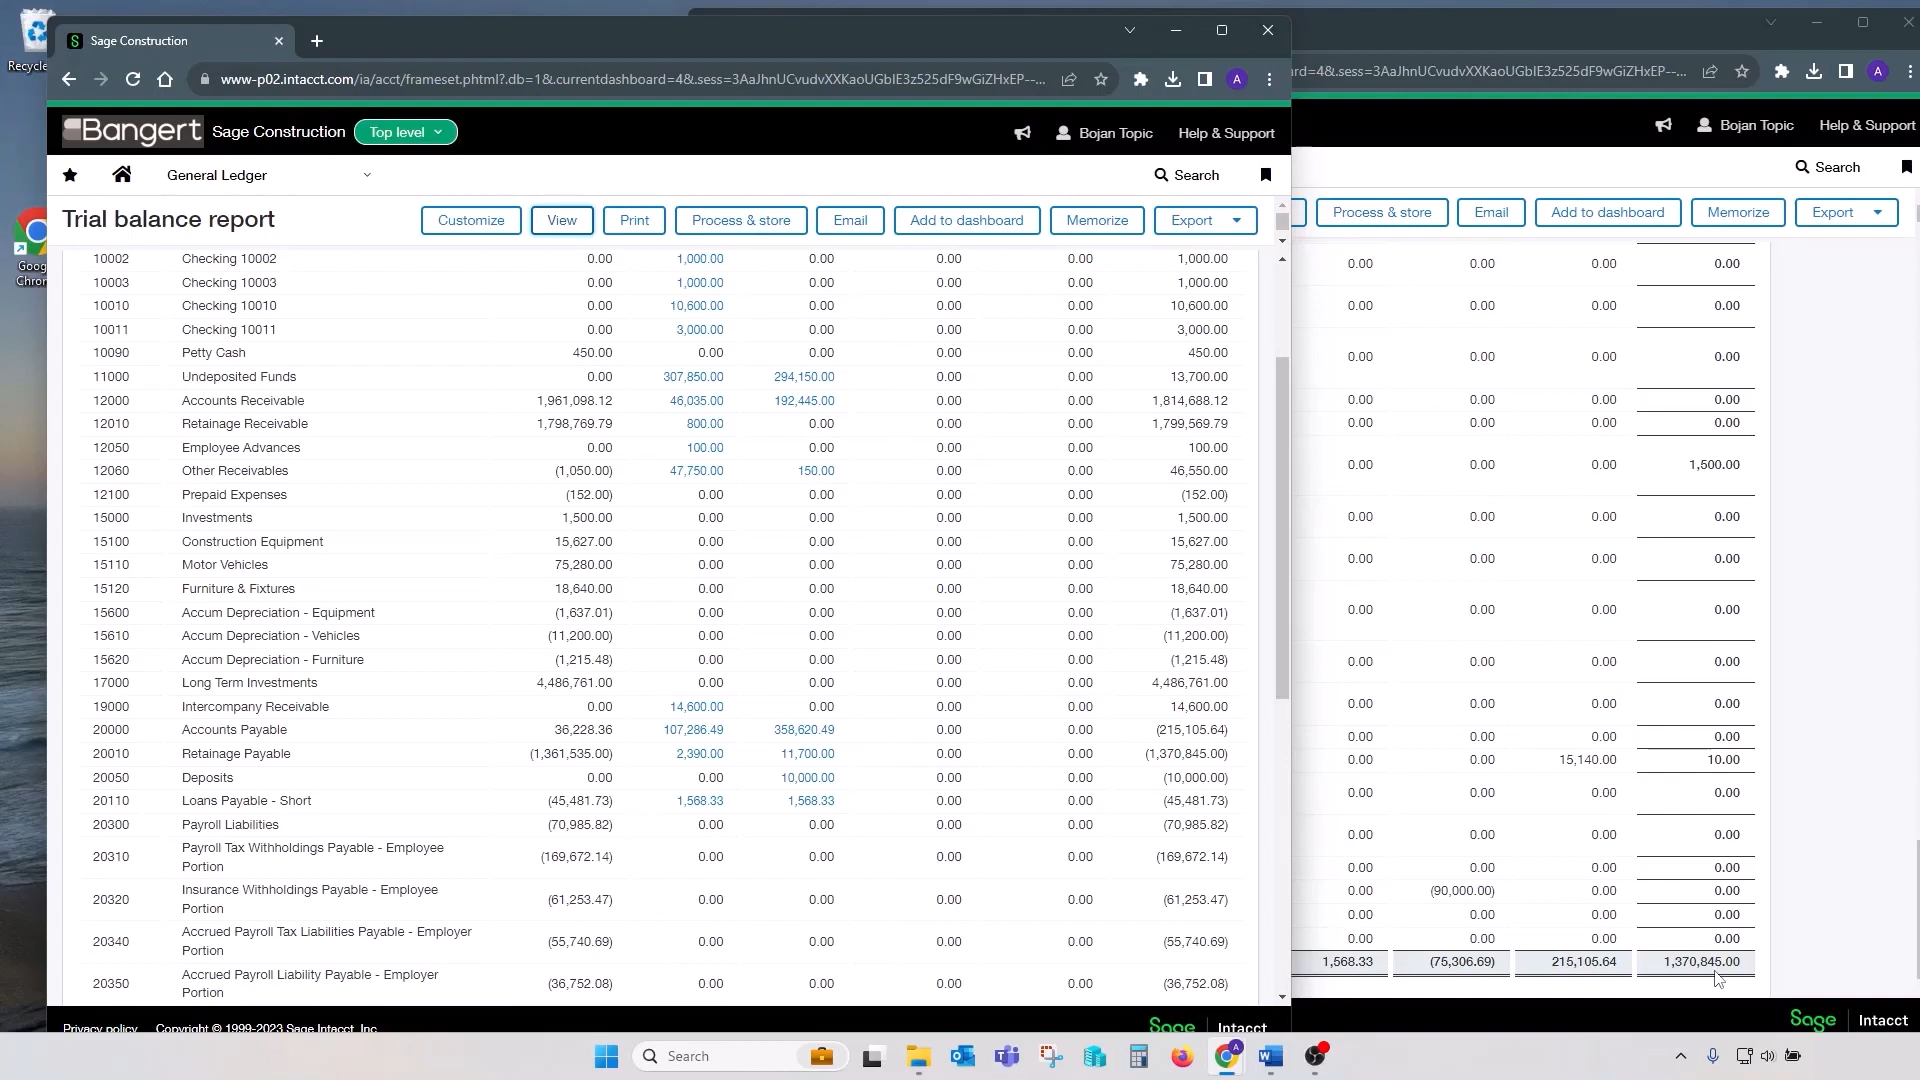 Recycle
Goog
Chron
Sage Construction
www-p02.intacct.com/ia/acct/frameset.phtml?.db=1&.currentdashboard=4&.sess=3AaJhnUCvudvXXKaoUGbIE3z525dF9wGiZHxEP--...
A
Bangert Sage Construction Top level
Bojan Topic Help & Support
General Ledger
Search
Trial balance report
Customize View Print Process & store Email Add to dashboard Memorize Export
10002 Checking 10002 0.00 1,000.00 0.00 0.00 0.00 1,000.00
10003 Checking 10003 0.00 1,000.00 0.00 0.00 0.00 1,000.00
10010 Checking 10010 0.00 10,600.00 0.00 0.00 0.00 10,600.00
10011 Checking 10011 0.00 3,000.00 0.00 0.00 0.00 3,000.00
10090 Petty Cash 450.00 0.00 0.00 0.00 0.00 450.00
11000 Undeposited Funds 0.00 307,850.00 294,150.00 0.00 0.00 13,700.00
12000 Accounts Receivable 1,961,098.12 46,035.00 192,445.00 0.00 0.00 1,814,688.12
12010 Retainage Receivable 1,798,769.79 800.00 0.00 0.00 0.00 1,799,569.79
12050 Employee Advances 0.00 100.00 0.00 0.00 0.00 100.00
12060 Other Receivables (1,050.00) 47,750.00 150.00 0.00 0.00 46,550.00
12100 Prepaid Expenses (152.00) 0.00 0.00 0.00 0.00 (152.00)
15000 Investments 1,500.00 0.00 0.00 0.00 0.00 1,500.00
15100 Construction Equipment 15,627.00 0.00 0.00 0.00 0.00 15,627.00
15110 Motor Vehicles 75,280.00 0.00 0.00 0.00 0.00 75,280.00
15120 Furniture & Fixtures 18,640.00 0.00 0.00 0.00 0.00 18,640.00
15600 Accum Depreciation - Equipment (1,637.01) 0.00 0.00 0.00 0.00 (1,637.01)
15610 Accum Depreciation - Vehicles (11,200.00) 0.00 0.00 0.00 0.00 (11,200.00)
15620 Accum Depreciation - Furniture (1,215.48) 0.00 0.00 0.00 0.00 (1,215.48)
17000 Long Term Investments 4,486,761.00 0.00 0.00 0.00 0.00 4,486,761.00
19000 Intercompany Receivable 0.00 14,600.00 0.00 0.00 0.00 14,600.00
20000 Accounts Payable 36,228.36 107,286.49 358,620.49 0.00 0.00 (215,105.64)
20010 Retainage Payable (1,361,535.00) 2,390.00 11,700.00 0.00 0.00 (1,370,845.00)
20050 Deposits 0.00 0.00 10,000.00 0.00 0.00 (10,000.00)
20110 Loans Payable - Short (45,481.73) 1,568.33 1,568.33 0.00 0.00 (45,481.73)
20300 Payroll Liabilities (70,985.82) 0.00 0.00 0.00 0.00 (70,985.82)
Payroll Tax Withholdings Payable - Employee
20310 Portion (169,672.14) 0.00 0.00 0.00 0.00 (169,672.14)
Insurance Withholdings Payable - Employee
20320 Portion (61,253.47) 0.00 0.00 0.00 0.00 (61,253.47)
Accrued Payroll Tax Liabilities Payable - Employer
20340 Portion (55,740.69) 0.00 0.00 0.00 0.00 (55,740.69)
Accrued Payroll Liability Payable - Employer
20350 Portion (36,752.08) 0.00 0.00 0.00 0.00 (36,752.08)
Privacy policy Copyright © 1999-2023 Sage Intacct, Inc.
Sage Intacct
rd=4&.sess=3AaJhnUCvudvXXKaoUGbIE3z525dF9wGiZHxEP--...
A
Bojan Topic Help & Support
Search
Process & store Email Add to dashboard Memorize Export
0.00 0.00 0.00 0.00
0.00 0.00 0.00 0.00
0.00 0.00 0.00 0.00
0.00 0.00 0.00 0.00
0.00 0.00 0.00 0.00
0.00 0.00 0.00 1,500.00
0.00 0.00 0.00 0.00
0.00 0.00 0.00 0.00
0.00 0.00 0.00 0.00
0.00 0.00 0.00 0.00
0.00 0.00 0.00 0.00
0.00 0.00 0.00 0.00
0.00 0.00 15,140.00 10.00
0.00 0.00 0.00 0.00
0.00 0.00 0.00 0.00
0.00 0.00 0.00 0.00
0.00 (90,000.00) 0.00 0.00
0.00 0.00 0.00 0.00
0.00 0.00 0.00 0.00
1,568.33 (75,306.69) 215,105.64 1,370,845.00
Sage Intacct
Search
A